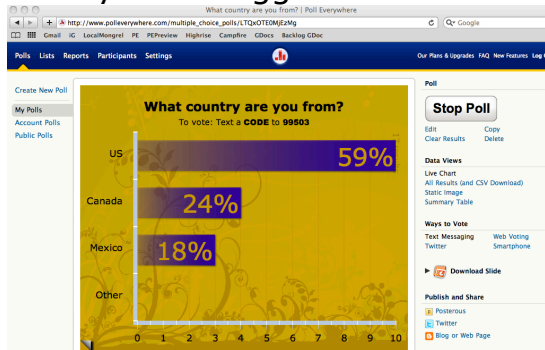 What country are you from? | Poll Everywhere
http://www.polleverywhere.com/multiple_choice_polls/LTQxOTE0MjEzMg
Google
Gmail IG LocalMongrel PE PEPreview Highrise Campfire GDocs Backlog GDoc
Polls Lists Reports Participants Settings
Our Plans & Upgrades FAQ New Features Log
Create New Poll
My Polls
Account Polls
Public Polls
What country are you from?
To vote: Text a CODE to 99503
US 59%
Canada 24%
Mexico 18%
Other
0 1 2 3 4 5 6 7 8 9 10
Poll
Stop Poll
Edit Copy
Clear Results Delete
Data Views
Live Chart
All Results (and CSV Download)
Static Image
Summary Table
Ways to Vote
Text Messaging Web Voting
Twitter Smartphone
Download Slide
Publish and Share
Posterous
Twitter
Blog or Web Page